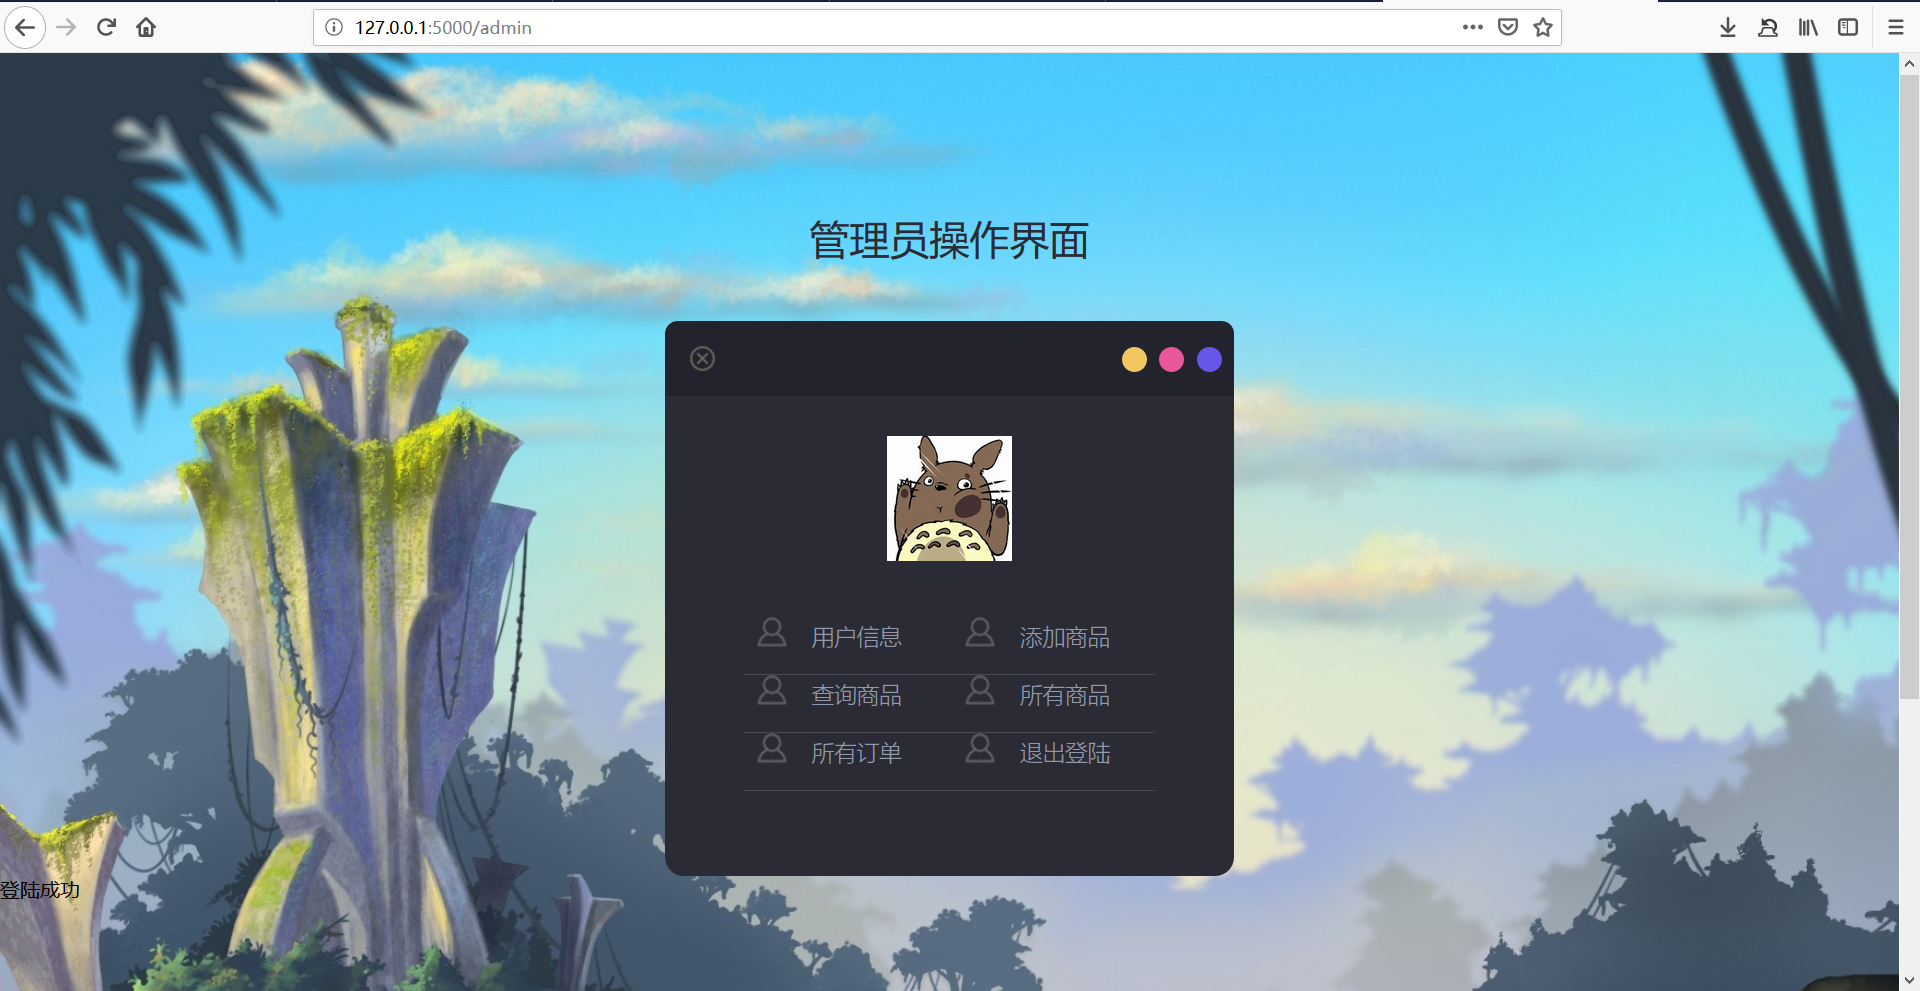 127.0.0.1:5000/admin
管理员操作界面
用户信息 添加商品
查询商品 所有商品
所有订单 退出登陆
登陆成功